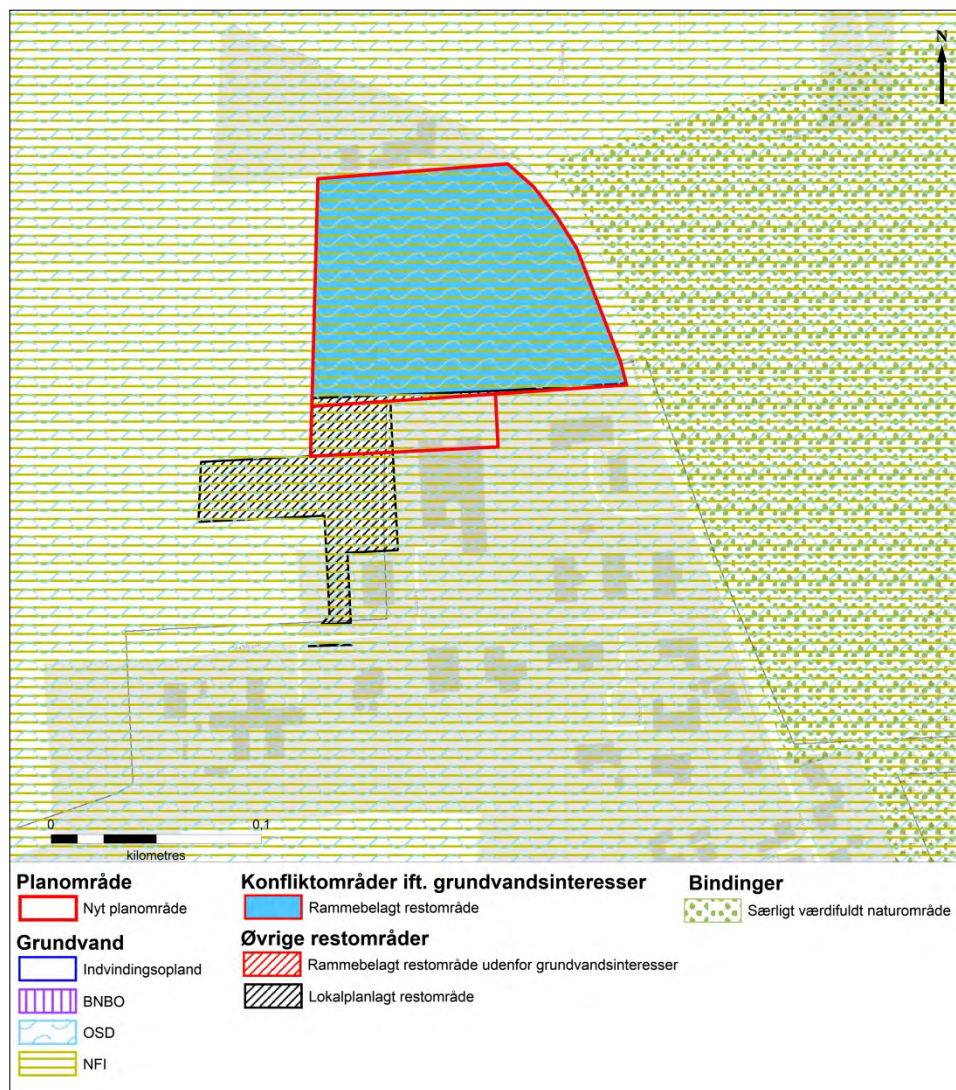 N
0
0,1
kilometres
Planområde
Nyt planområde
Grundvand
Indvindingsopland
BNBO
OSD
NFI
Konfliktområder ift. grundvandsinteresser
Rammebelagt restområde
Øvrige restområder
Rammebelagt restområde udenfor grundvandsinteresser
Lokalplanlagt restområde
Bindinger
Særligt værdifuldt naturområde